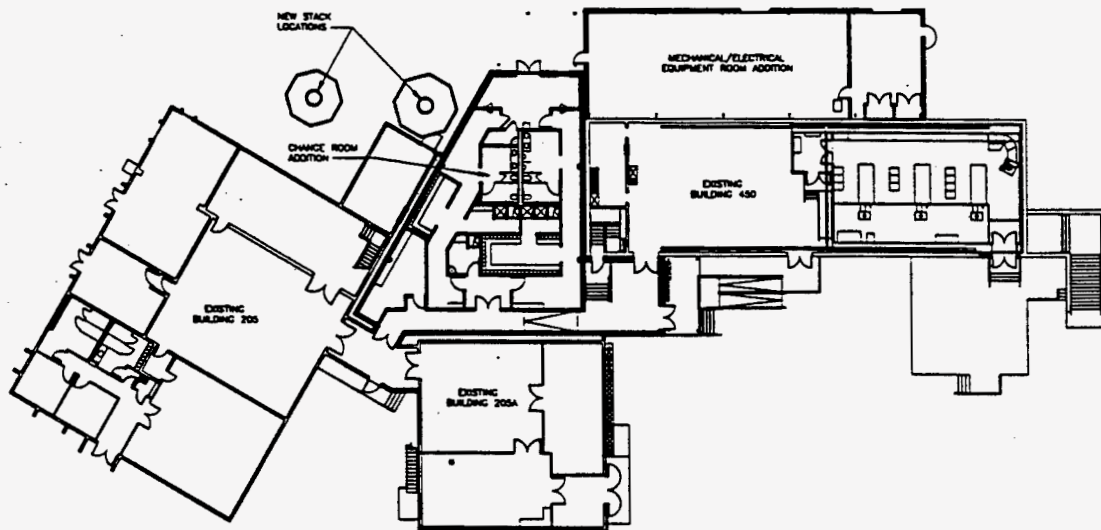 NEW STACK
LOCATIONS
MECHANICAL/ELECTRICAL
EQUIPMENT ROOM ADDITION
CHANGE ROOM
ADDITION
EXISTING
BUILDING 450
EXISTING
BUILDING 205
EXISTING
BUILDING 205A